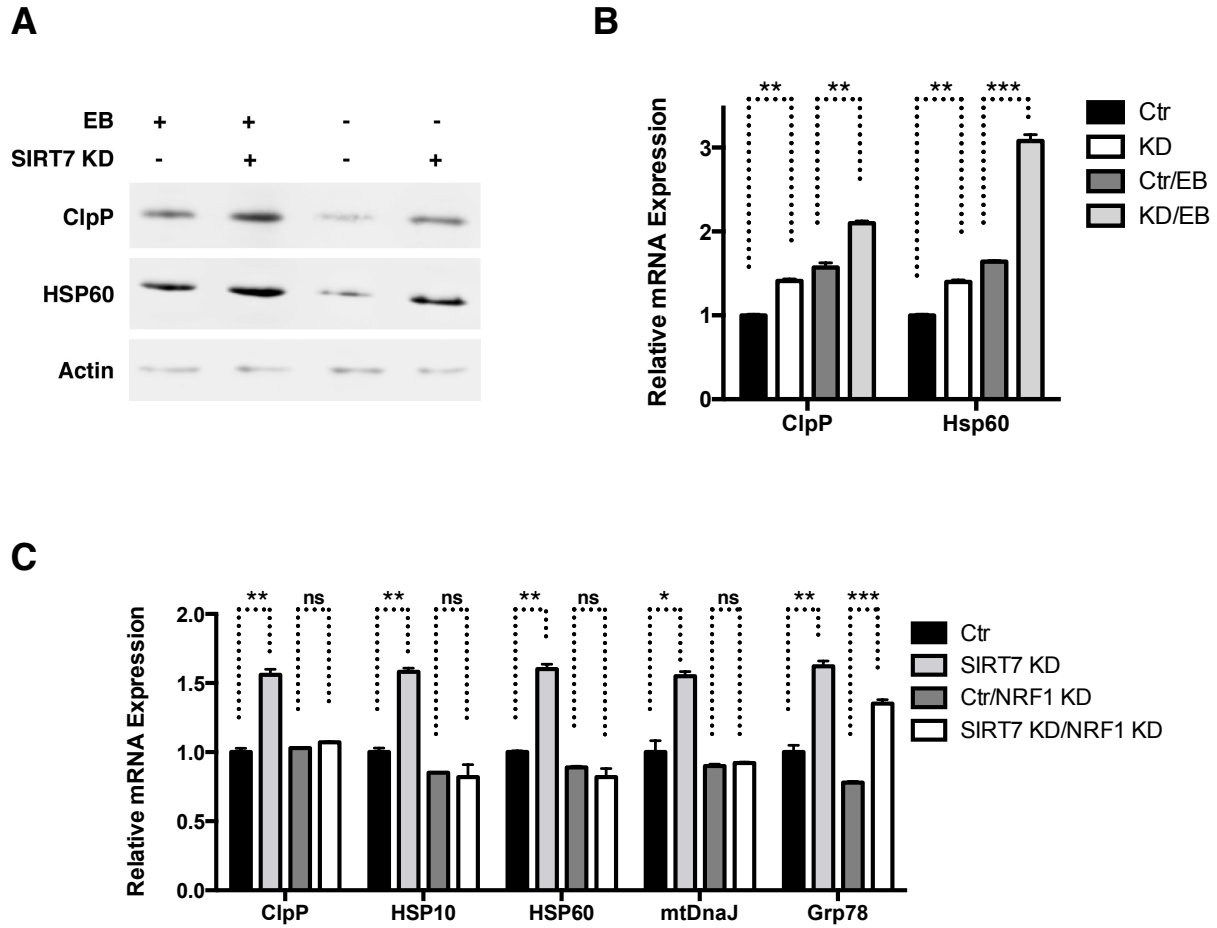 A
EB + + - -
SIRT7 KD - + - +
ClpP
HSP60
Actin
B
Relative mRNA Expression
3
2
1
0
** ** ** ***
ClpP Hsp60
Ctr
KD
Ctr/EB
KD/EB
C
Relative mRNA Expression
2.0
1.5
1.0
0.5
0.0
** ns ** ns ** ns * ns ** ***
ClpP HSP10 HSP60 mtDnaJ Grp78
Ctr
SIRT7 KD
Ctr/NRF1 KD
SIRT7 KD/NRF1 KD